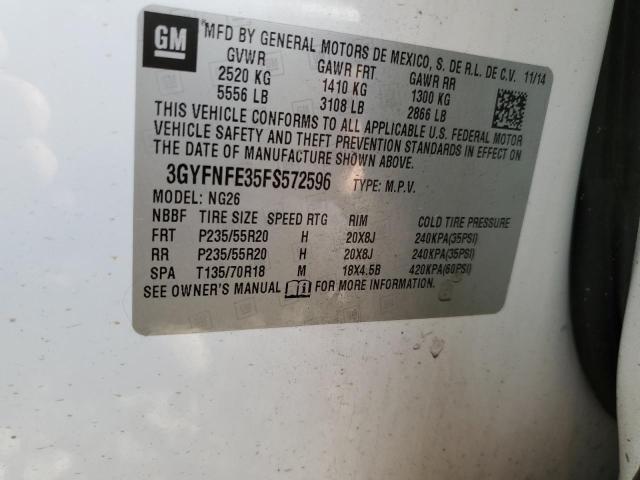 GM
MFD BY GENERAL MOTORS DE MEXICO, S. DE R.L. DE C.V. 11/14
GVWR GAWR FRT GAWR RR
2520 KG 1410 KG 1300 KG
5556 LB 3108 LB 2866 LB
THIS VEHICLE CONFORMS TO ALL APPLICABLE U.S. FEDERAL MOTOR
VEHICLE SAFETY AND THEFT PREVENTION STANDARDS IN EFFECT ON
THE DATE OF MANUFACTURE SHOWN ABOVE.
3GYFNFE35FS572596 TYPE: M.P.V.
MODEL: NG26
NBBF TIRE SIZE SPEED RTG RIM COLD TIRE PRESSURE
FRT P235/55R20 H 20X8J 240KPA(35PSI)
RR P235/55R20 H 20X8J 240KPA(35PSI)
SPA T135/70R18 M 18X4.5B 420KPA(60PSI)
SEE OWNER'S MANUAL FOR MORE INFORMATION.